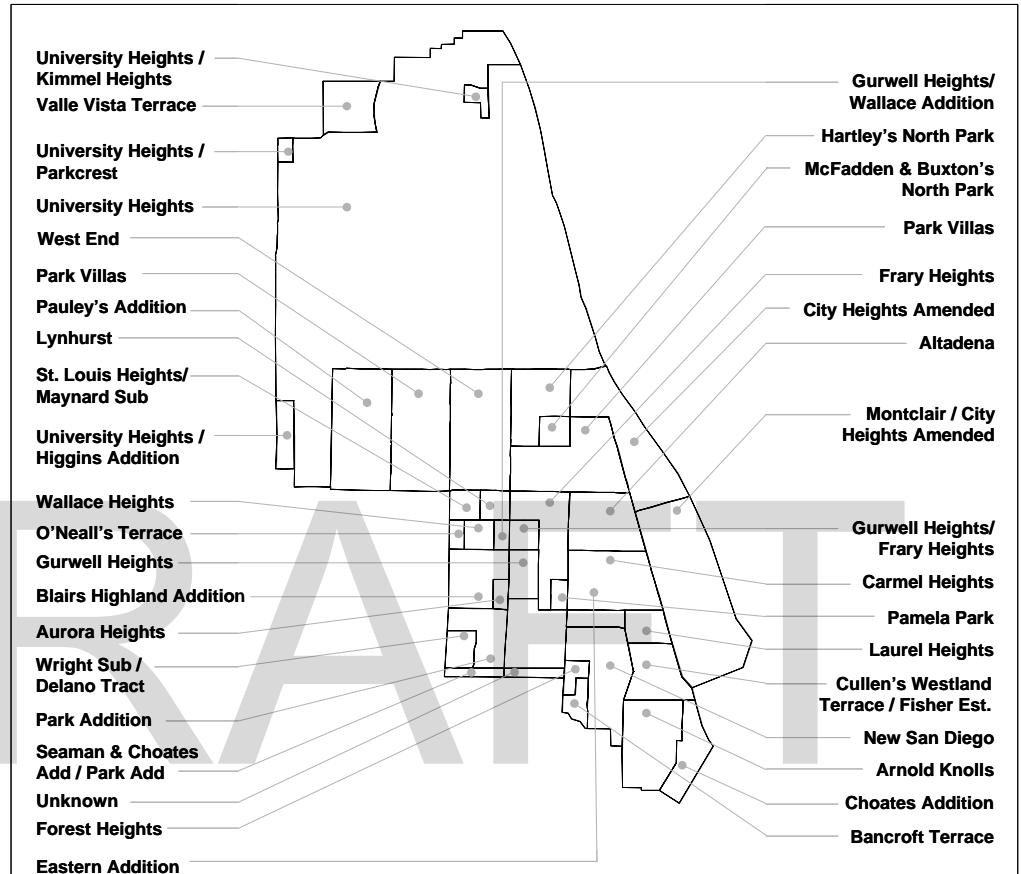 University Heights /
Kimmel Heights
Valle Vista Terrace
University Heights /
Parkcrest
University Heights
West End
Park Villas
Pauley's Addition
Lynhurst
St. Louis Heights/
Maynard Sub
University Heights /
Higgins Addition
Wallace Heights
O'Neall's Terrace
Gurwell Heights
Blairs Highland Addition
Aurora Heights
Wright Sub /
Delano Tract
Park Addition
Seaman & Choates
Add / Park Add
Unknown
Forest Heights
Eastern Addition
Gurwell Heights/
Wallace Addition
Hartley's North Park
McFadden & Buxton's
North Park
Park Villas
Frary Heights
City Heights Amended
Altadena
Montclair / City
Heights Amended
Gurwell Heights/
Frary Heights
Carmel Heights
Pamela Park
Laurel Heights
Cullen's Westland
Terrace / Fisher Est.
New San Diego
Arnold Knolls
Choates Addition
Bancroft Terrace
RAFT